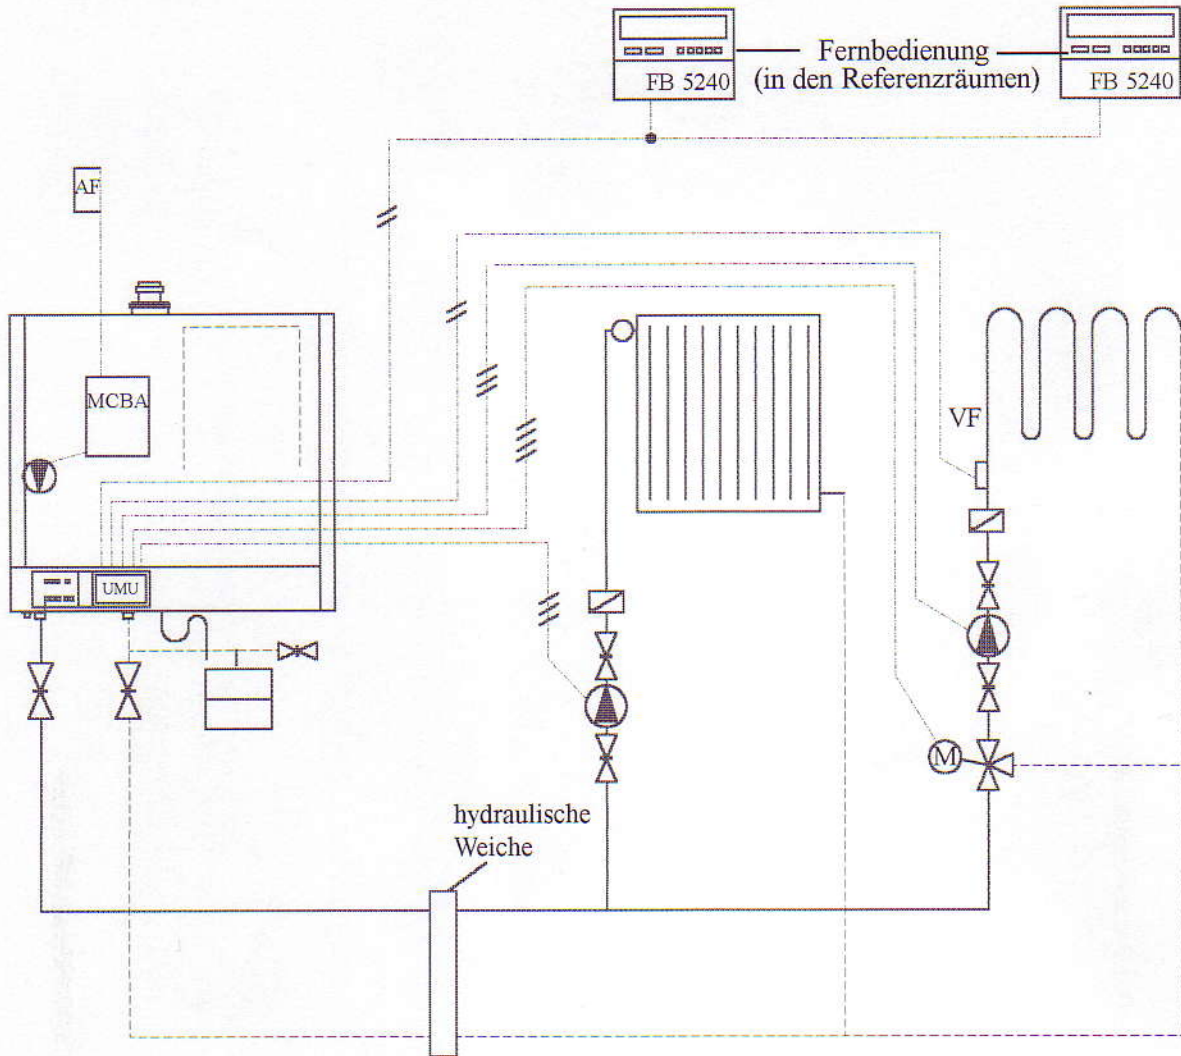 Fernbedienung
(in den Referenzräumen)
FB 5240
FB 5240
AF
MCBA
VF
UMU
M
hydraulische
Weiche